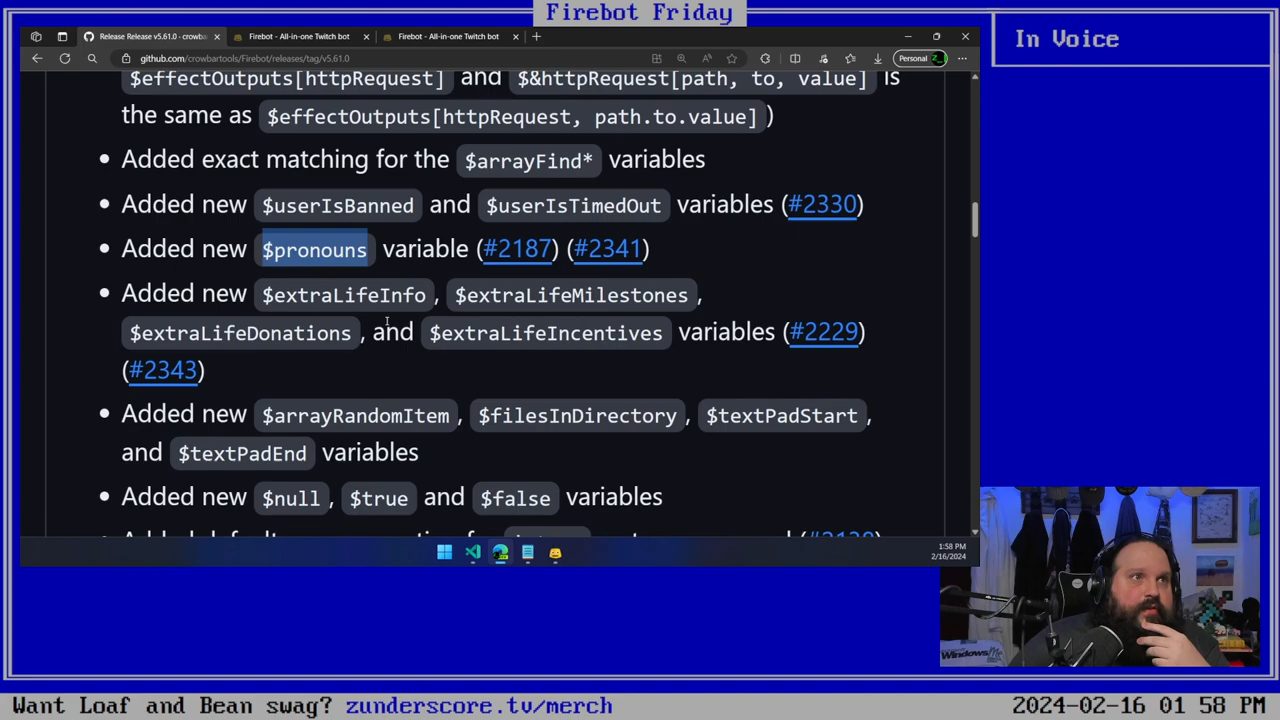 Firebot Friday
Release Release v5.61.0 · crowba
Firebot - All-in-one Twitch bot
Firebot - All-in-one Twitch bot
In Voice
github.com/crowbartools/Firebot/releases/tag/v5.61.0
Personal
$effectOutputs[httpRequest] and $&httpRequest[path, to, value] is
the same as $effectOutputs[httpRequest, path.to.value])
Added exact matching for the $arrayFind* variables
Added new $userIsBanned and $userIsTimedOut variables (#2330)
Added new $pronouns variable (#2187) (#2341)
Added new $extraLifeInfo, $extraLifeMilestones,
$extraLifeDonations, and $extraLifeIncentives variables (#2229)
(#2343)
Added new $arrayRandomItem, $filesInDirectory, $textPadStart,
and $textPadEnd variables
Added new $null, $true and $false variables
1:58 PM
2/16/2024
Want Loaf and Bean swag? zunderscore.tv/merch
2024-02-16 01 58 PM